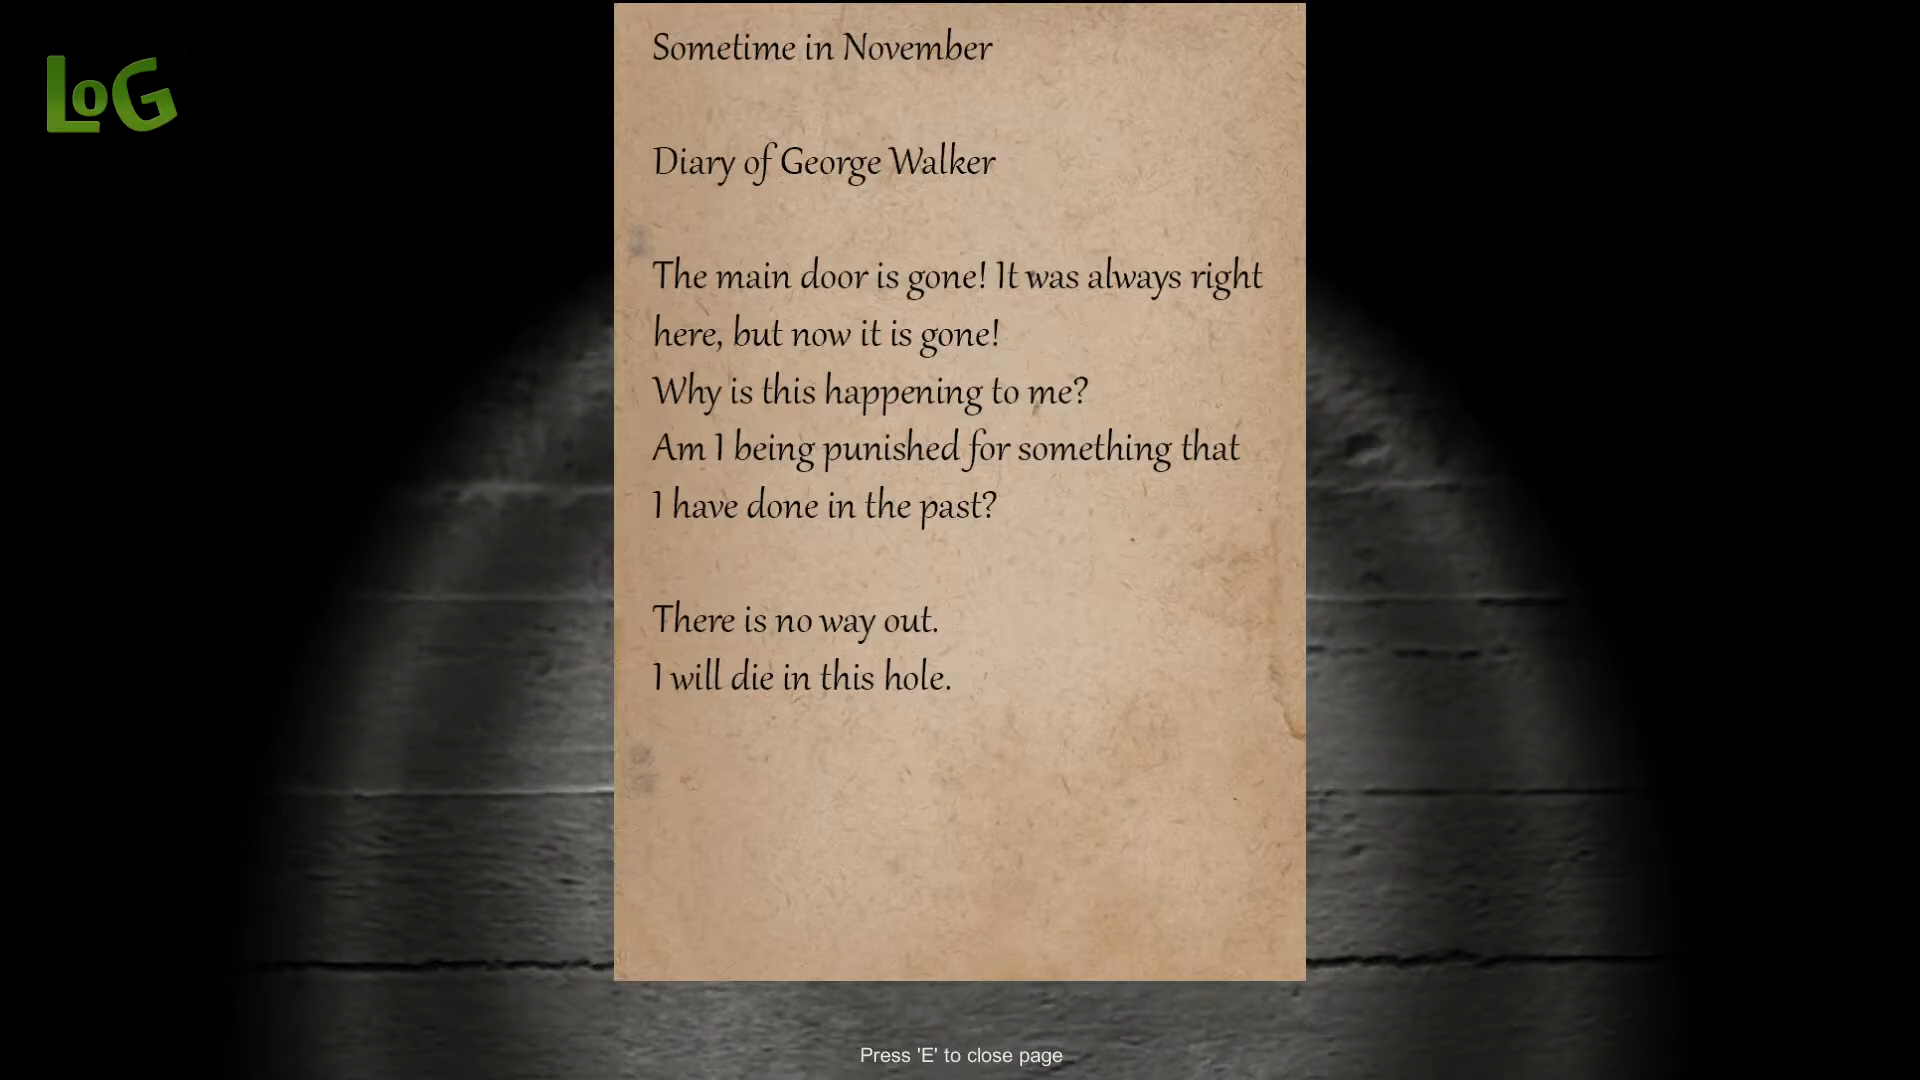 LoG
Sometime in November
Diary of George Walker
The main door is gone! It was always right
here, but now it is gone!
Why is this happening to me?
Am I being punished for something that
I have done in the past?
There is no way out.
I will die in this hole.
Press 'E' to close page